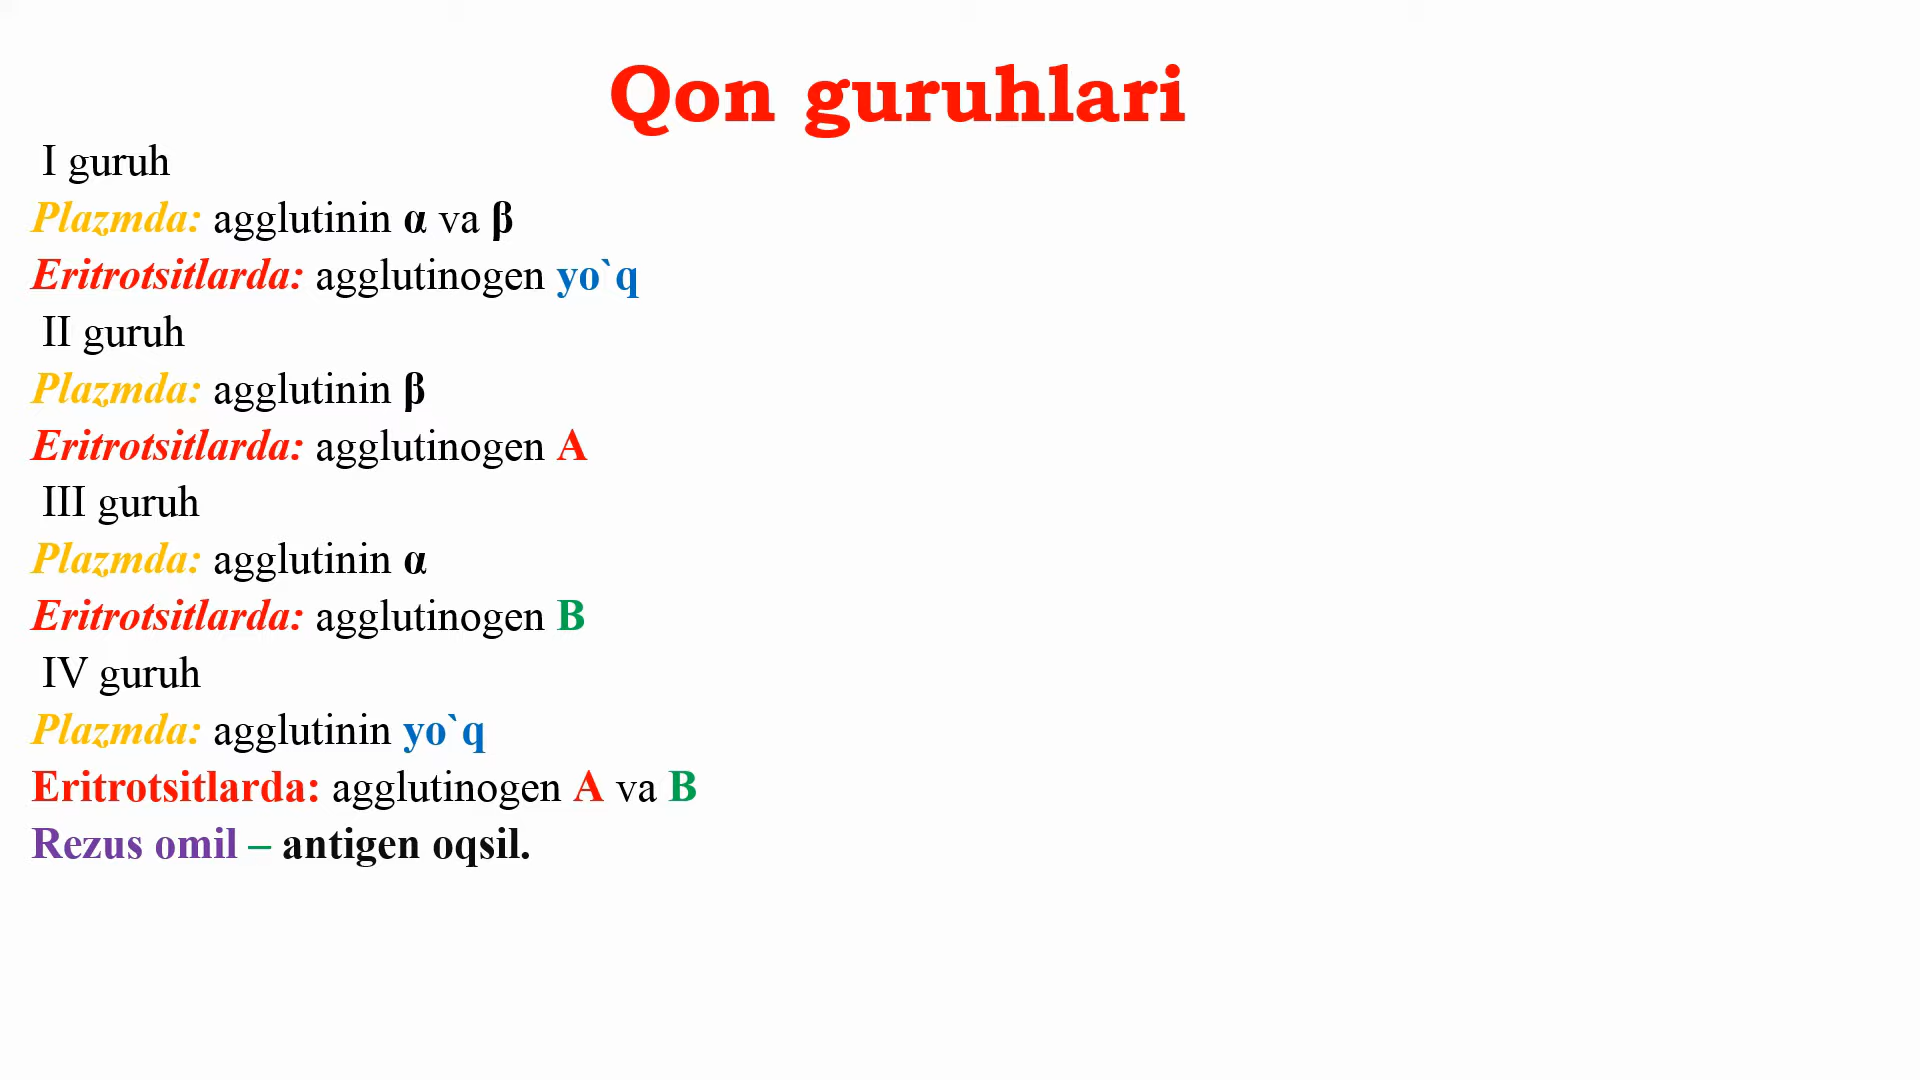 Qon guruhlari
I guruh
Plazmda: agglutinin α va β
Eritrotsitlarda: agglutinogen yo`q
II guruh
Plazmda: agglutinin β
Eritrotsitlarda: agglutinogen A
III guruh
Plazmda: agglutinin α
Eritrotsitlarda: agglutinogen B
IV guruh
Plazmda: agglutinin yo`q
Eritrotsitlarda: agglutinogen A va B
Rezus omil – antigen oqsil.